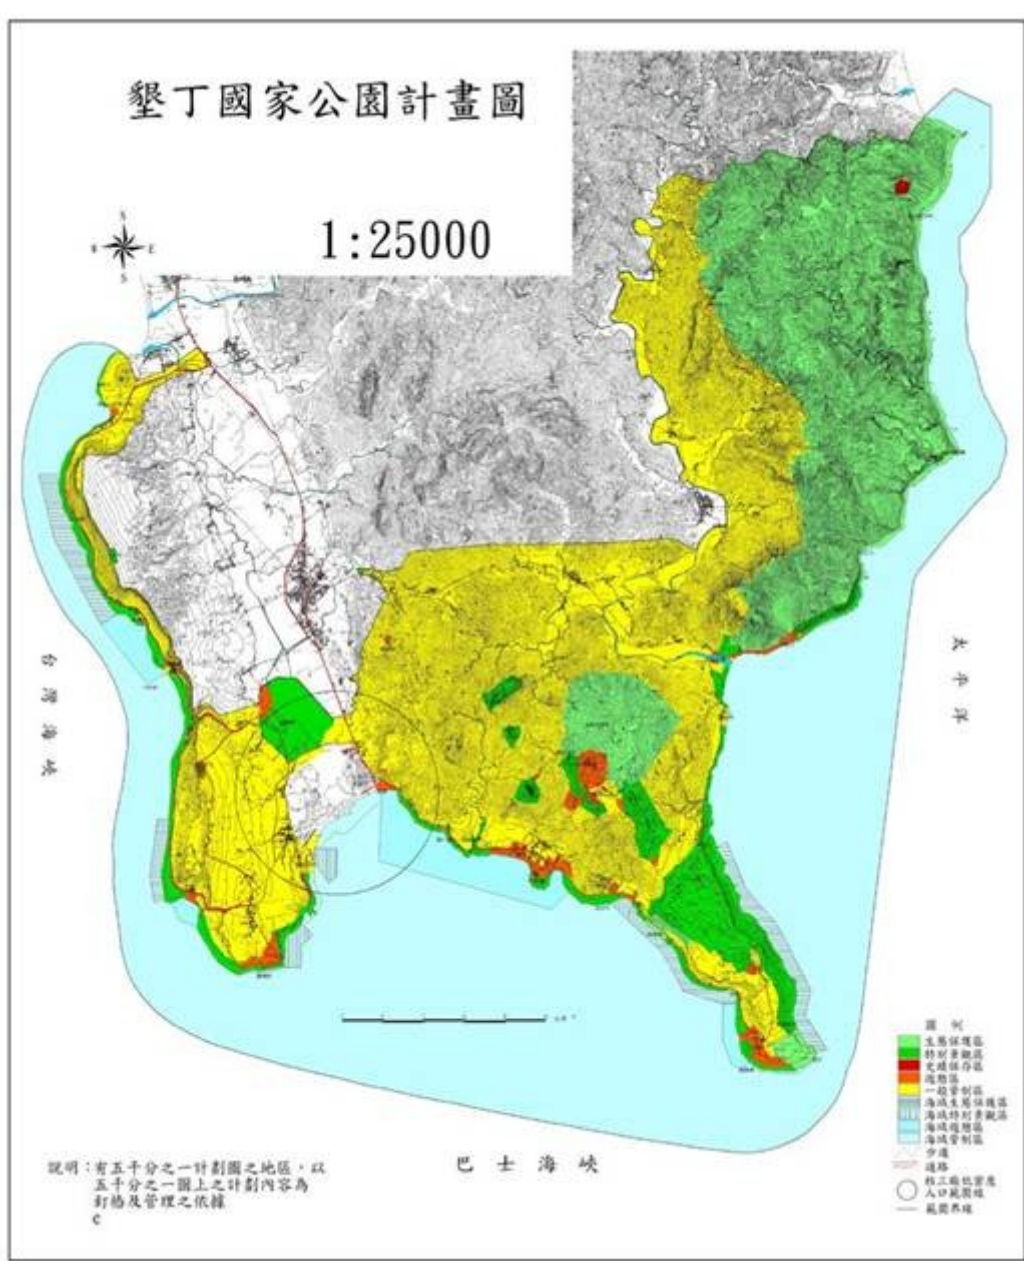 墾丁國家公園計畫圖
1:25000
E
S
台灣海峽
太平洋
巴士海峽
圖例
生態保護區
特別景觀區
史蹟保存區
遊憩區
一般管制區
海域生態保護區
海域特別景觀區
海域遊憩區
海域管制區
步道
道路
核三廠低密度
人口範圍線
範圍界線
說明:有五千分之一計劃圖之地區,以
五千分之一圖上之計劃內容為
釘樁及管理之依據
c